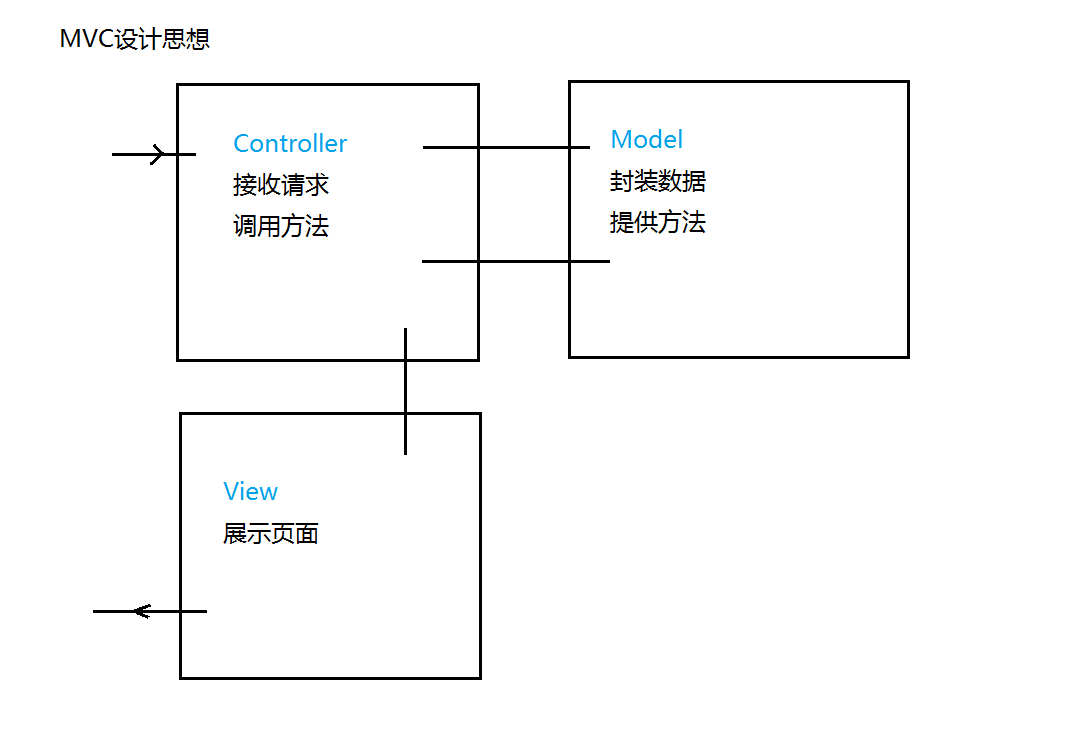 MVC设计思想
Controller
接收请求
调用方法
Model
封装数据
提供方法
View
展示页面